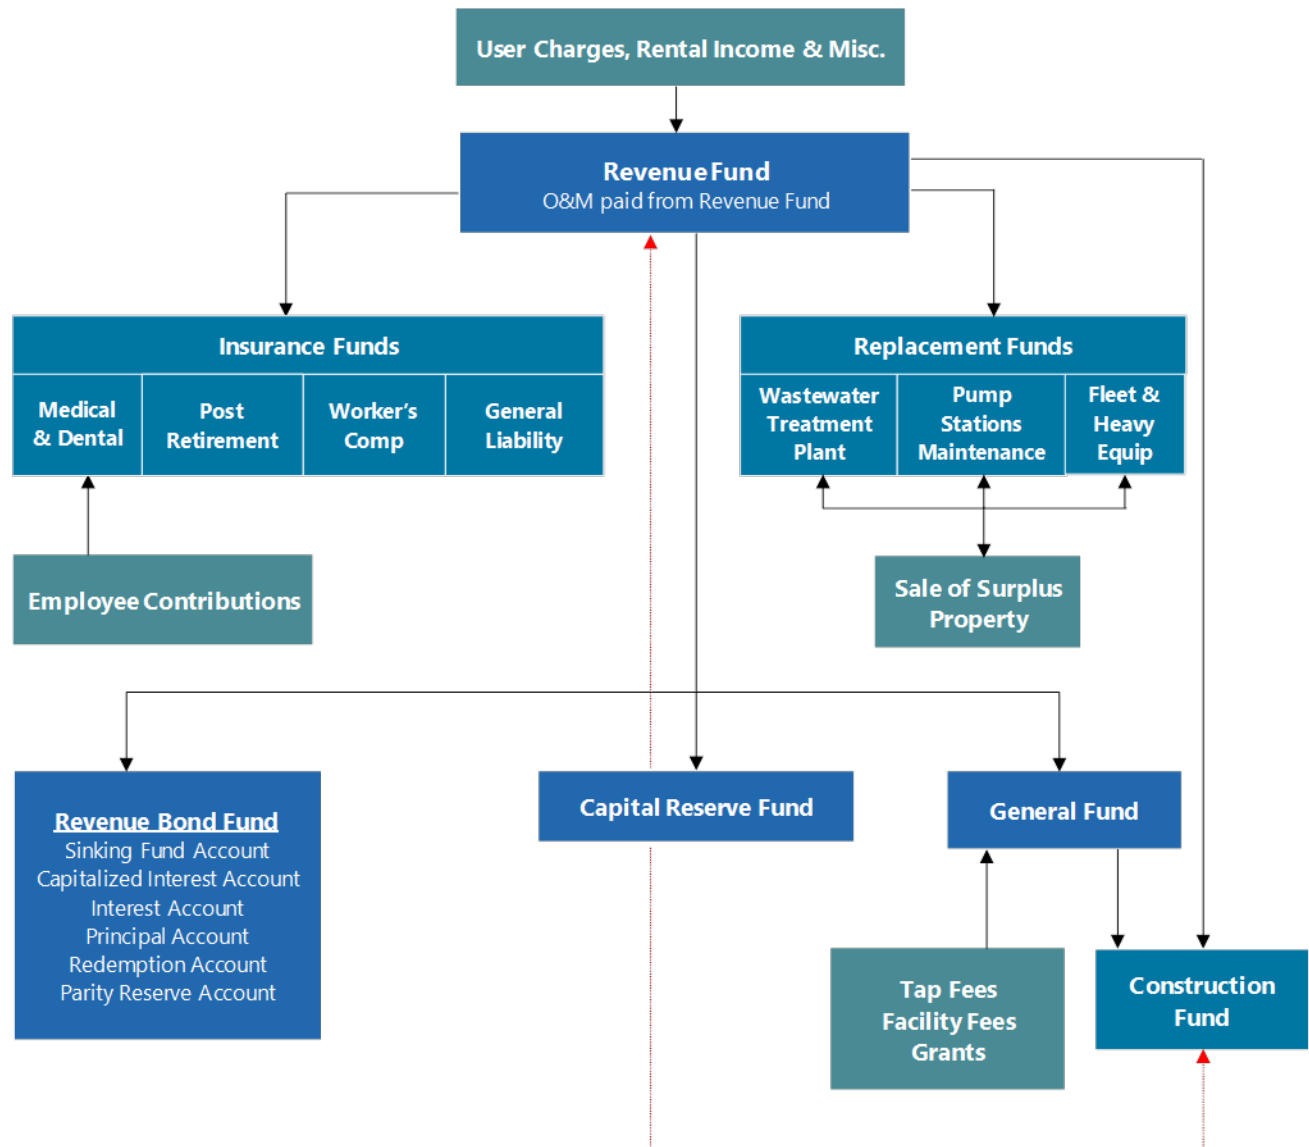 User Charges, Rental Income & Misc.
Revenue Fund
O&M paid from Revenue Fund
Insurance Funds
Medical
& Dental
Post
Retirement
Worker's
Comp
General
Liability
Replacement Funds
Wastewater
Treatment
Plant
Pump
Stations
Maintenance
Fleet &
Heavy
Equip
Employee Contributions
Sale of Surplus
Property
Revenue Bond Fund
Sinking Fund Account
Capitalized Interest Account
Interest Account
Principal Account
Redemption Account
Parity Reserve Account
Capital Reserve Fund
General Fund
Tap Fees
Facility Fees
Grants
Construction
Fund